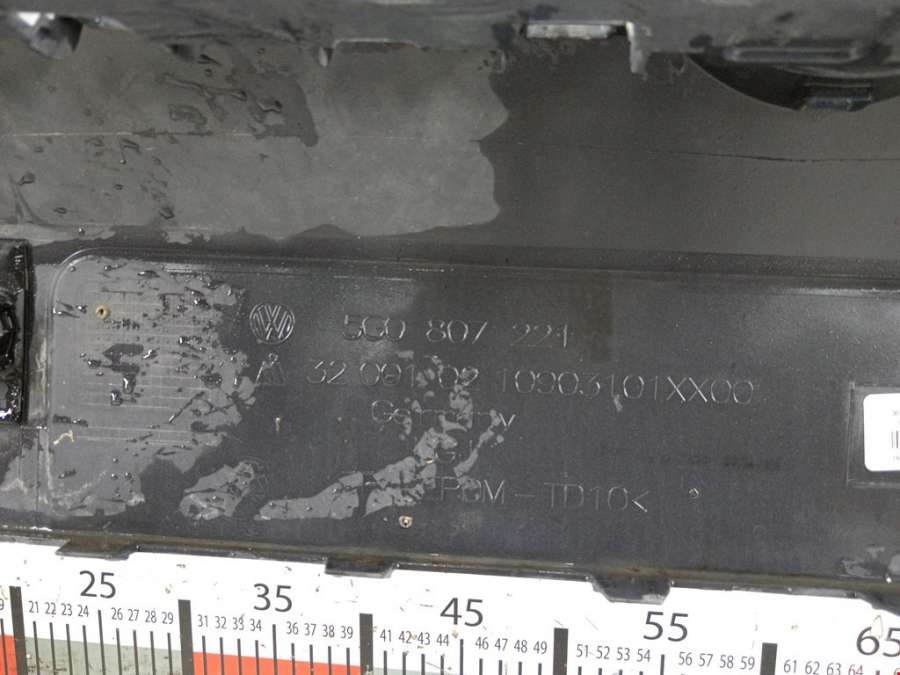 5G0 807 221
32 001 02 10903101XX00
Germany
M-TD10<
25 35 45 55 65
21 22 23 24 26 27 28 29 31 32 33 34 36 37 38 39 41 42 43 44 46 47 48 49 51 52 53 54 56 57 58 59 61 62 63 64